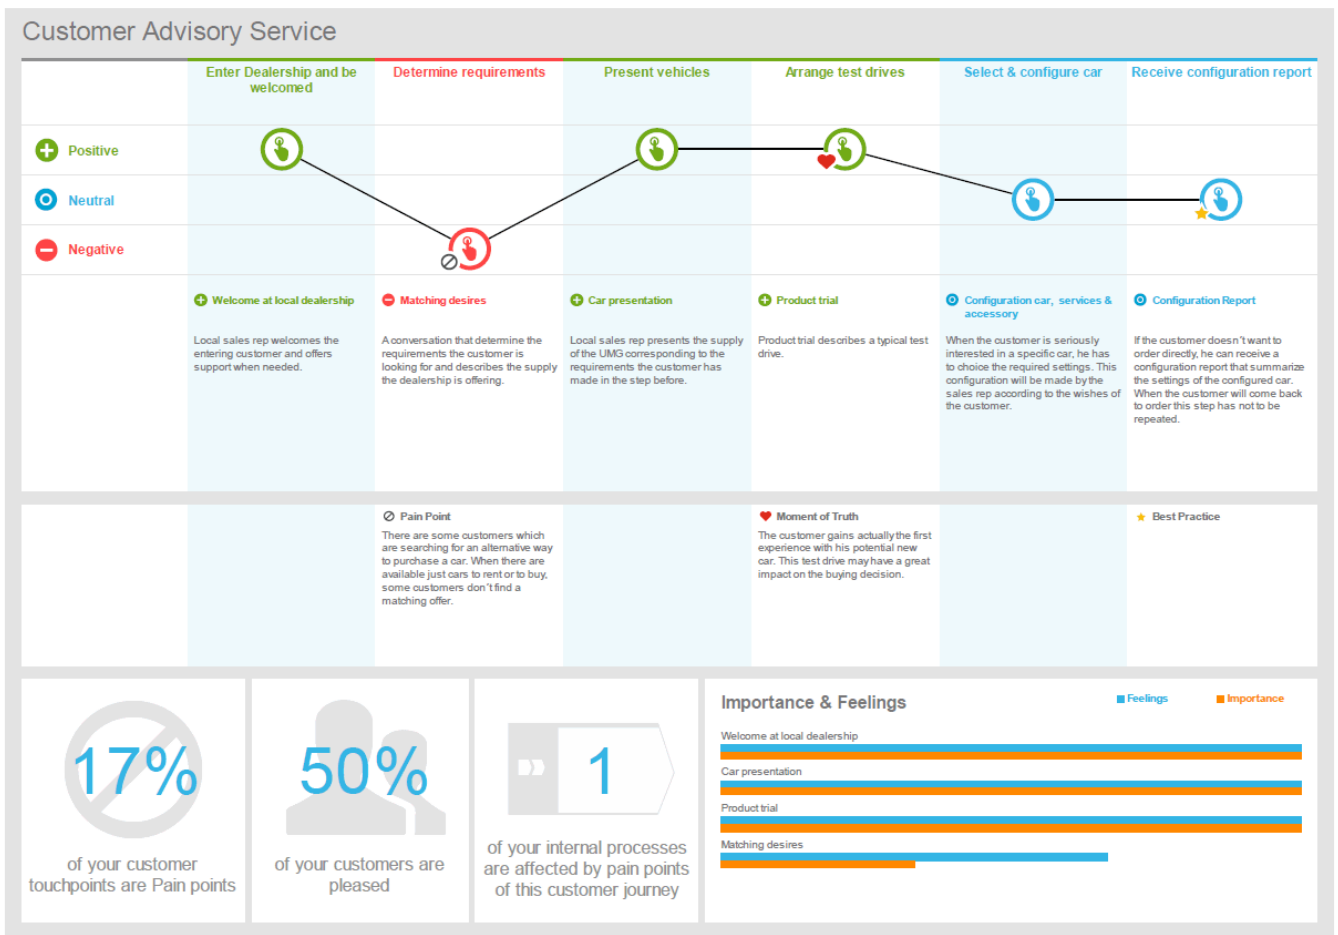 Customer Advisory Service
Enter Dealership and be
welcomed
Determine requirements
Present vehicles
Arrange test drives
Select & configure car
Receive configuration report
Positive
Neutral
Negative
Welcome at local dealership
Local sales rep welcomes the
entering customer and offers
support when needed.
Matching desires
A conversation that determine the
requirements the customer is
looking for and describes the supply
the dealership is offering.
Car presentation
Local sales rep presents the supply
of the UMG corresponding to the
requirements the customer has
made in the step before.
Product trial
Product trial describes a typical test
drive.
Configuration car, services &
accessory
When the customer is seriously
interested in a specific car, he has
to choice the required settings. This
configuration will be made by the
sales rep according to the wishes of
the customer.
Configuration Report
If the customer doesn't want to
order directly, he can receive a
configuration report that summarize
the settings of the configured car.
When the customer will come back
to order this step has not to be
repeated.
Pain Point
There are some customers which
are searching for an alternative way
to purchase a car. When there are
available just cars to rent or to buy,
some customers don't find a
matching offer.
Moment of Truth
The customer gains actually the first
experience with his potential new
car. This test drive may have a great
impact on the buying decision.
Best Practice
17%
of your customer
touchpoints are Pain points
50%
of your customers are
pleased
1
of your internal processes
are affected by pain points
of this customer journey
Importance & Feelings
Feelings
Importance
Welcome at local dealership
Car presentation
Product trial
Matching desires